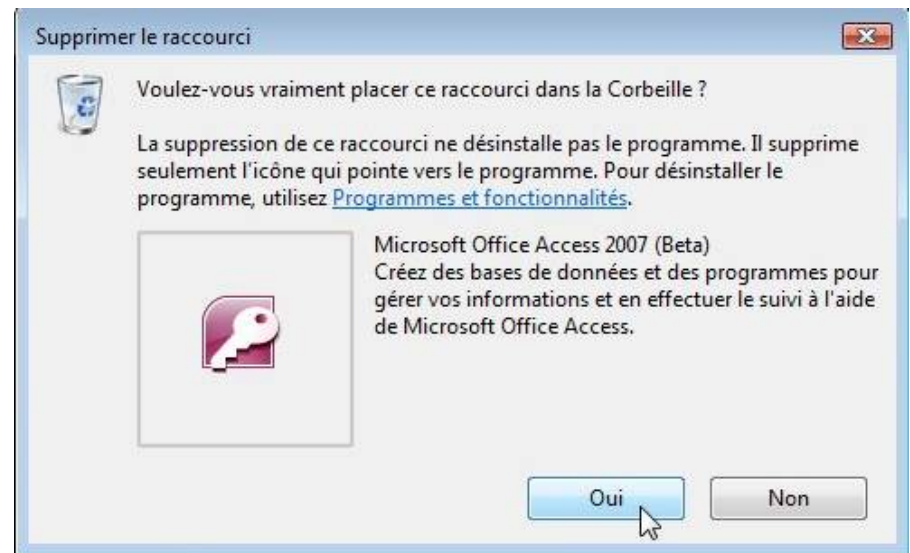 Supprimer le raccourci
Voulez-vous vraiment placer ce raccourci dans la Corbeille ?
La suppression de ce raccourci ne désinstalle pas le programme. Il supprime
seulement l'icône qui pointe vers le programme. Pour désinstaller le
programme, utilisez Programmes et fonctionnalités.
Microsoft Office Access 2007 (Beta)
Créez des bases de données et des programmes pour
gérer vos informations et en effectuer le suivi à l'aide
de Microsoft Office Access.
Oui
Non